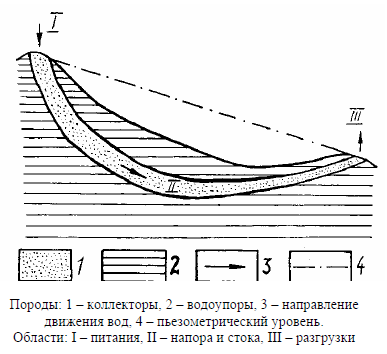 I
III
II
1 2 3 4
Породы: 1 – коллекторы, 2 – водоупоры, 3 – направление
движения вод, 4 – пьезометрический уровень.
Области: I – питания, II – напора и стока, III – разгрузки